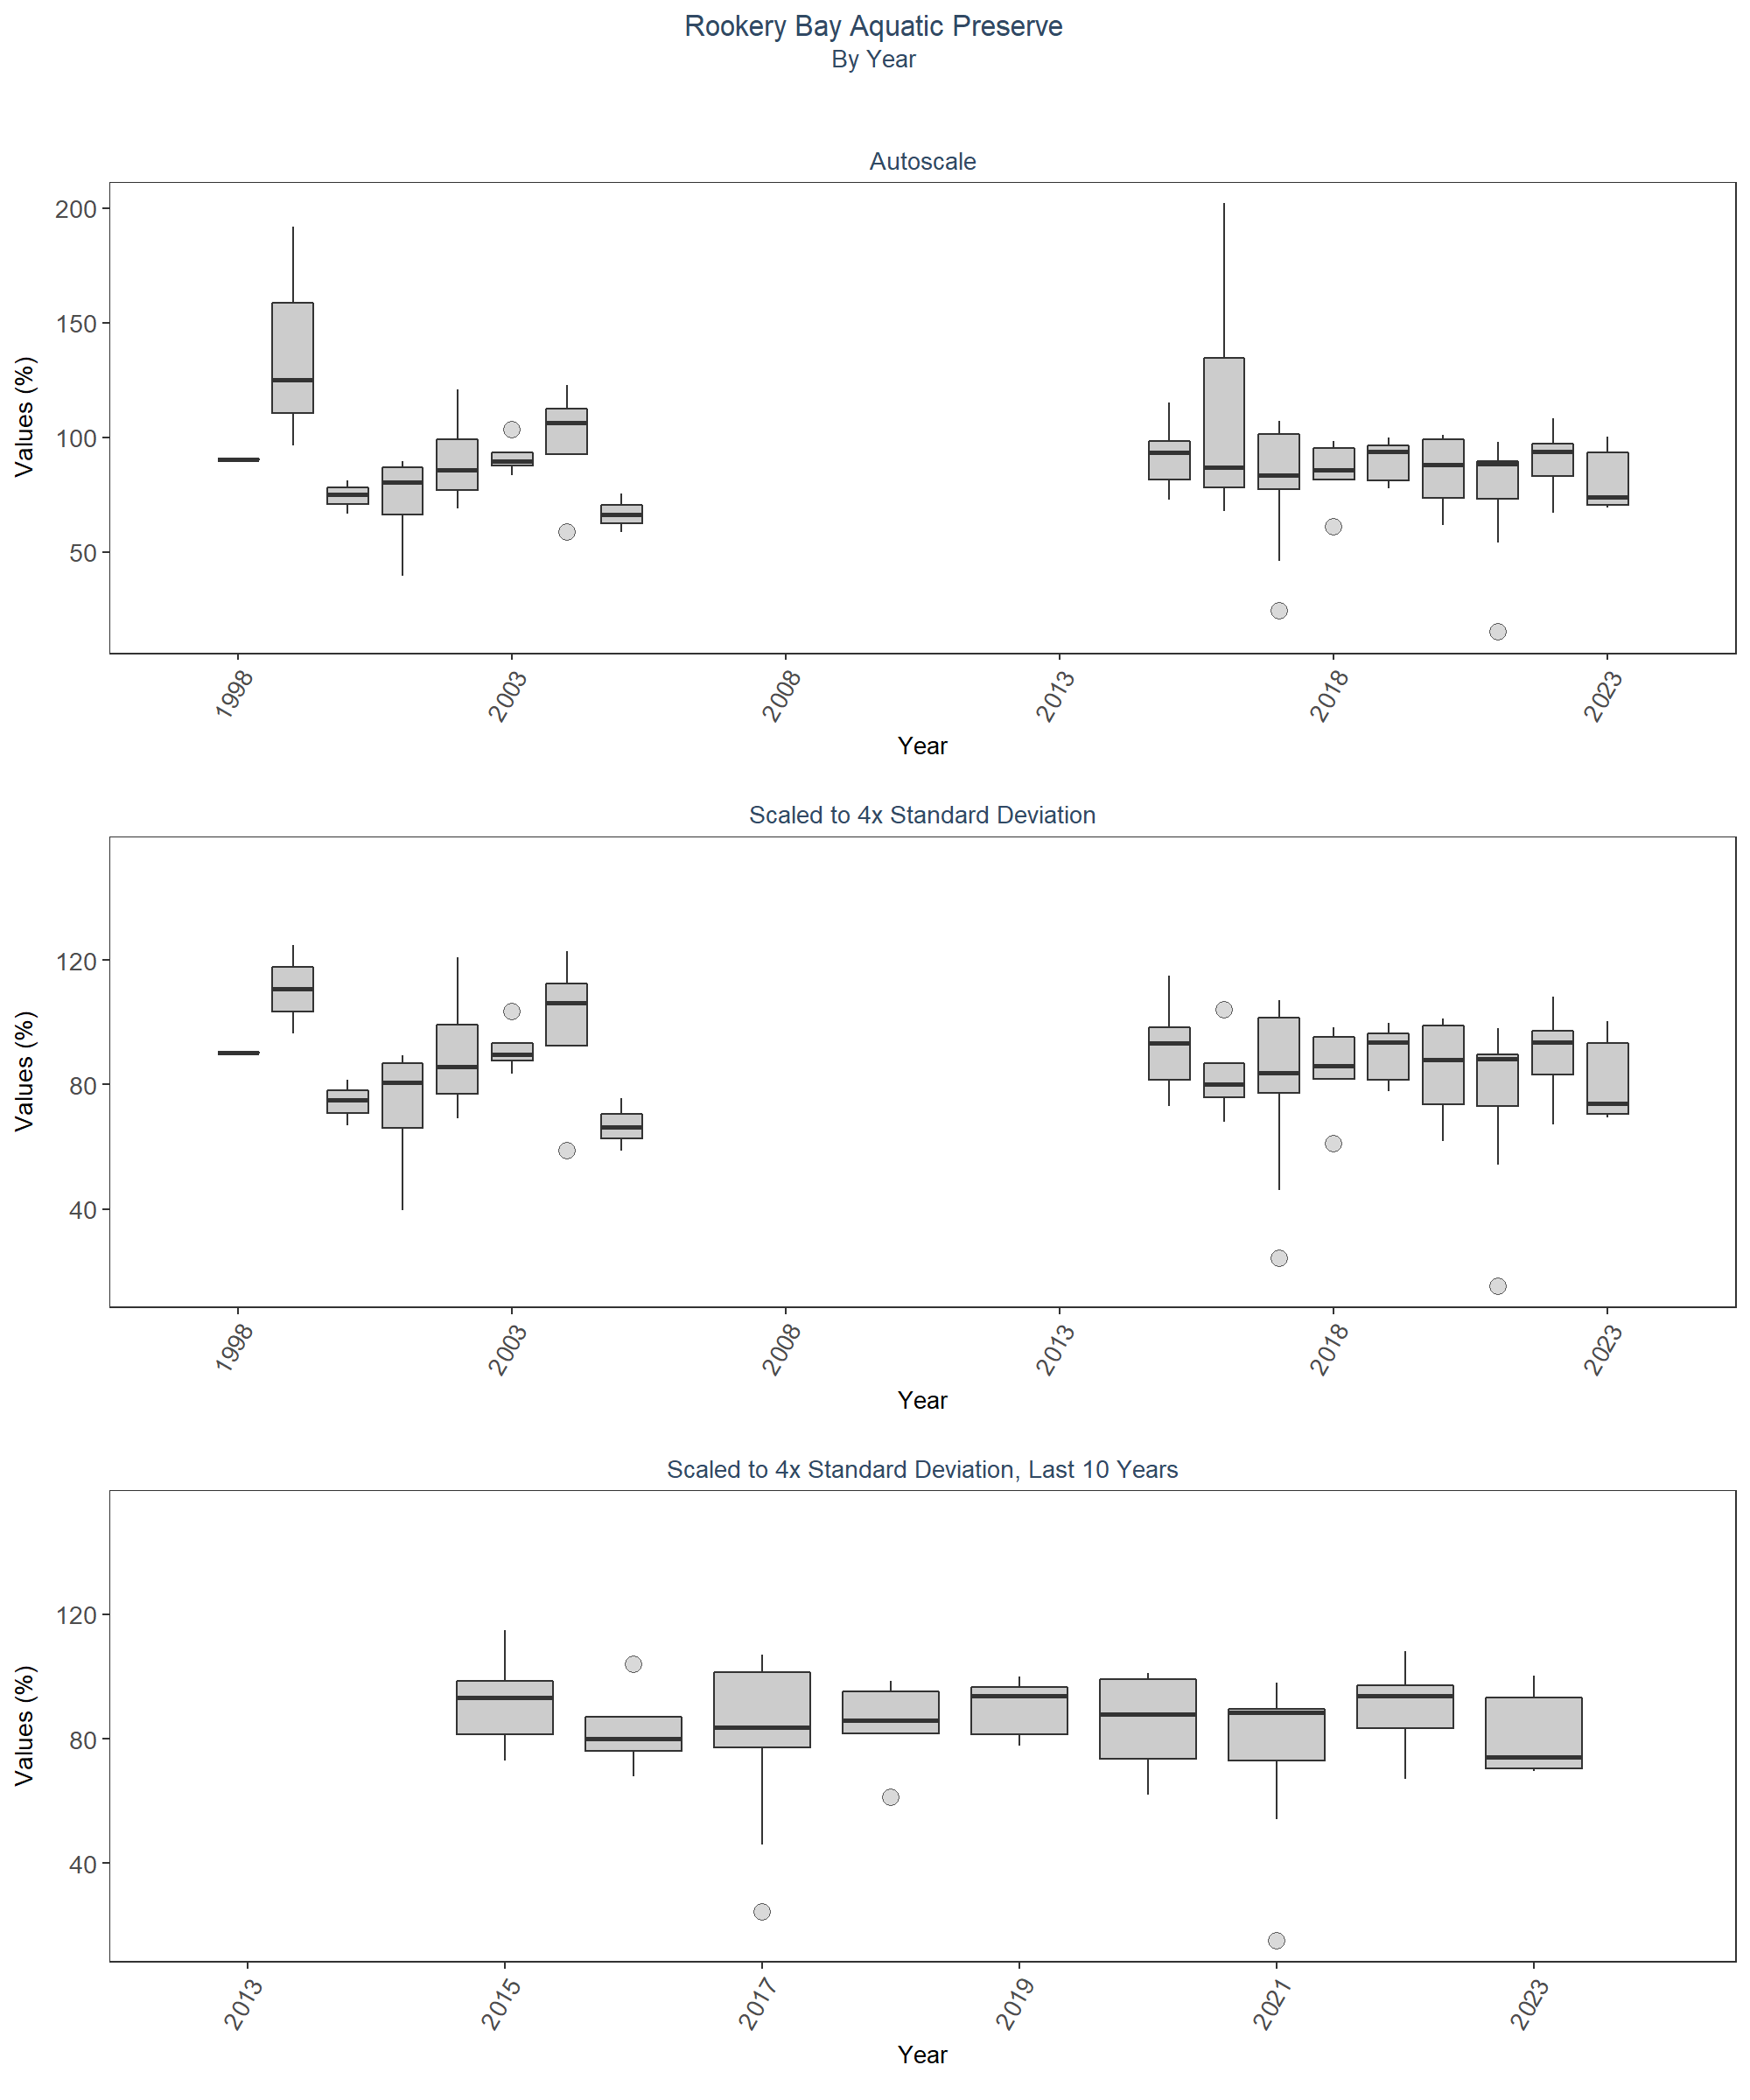 Rookery Bay Aquatic Preserve
By Year
Autoscale
Values (%)
200
150
100
50
1998
2003
2008
2013
2018
2023
Year
Scaled to 4x Standard Deviation
Values (%)
120
80
40
1998
2003
2008
2013
2018
2023
Year
Scaled to 4x Standard Deviation, Last 10 Years
Values (%)
120
80
40
2013
2015
2017
2019
2021
2023
Year